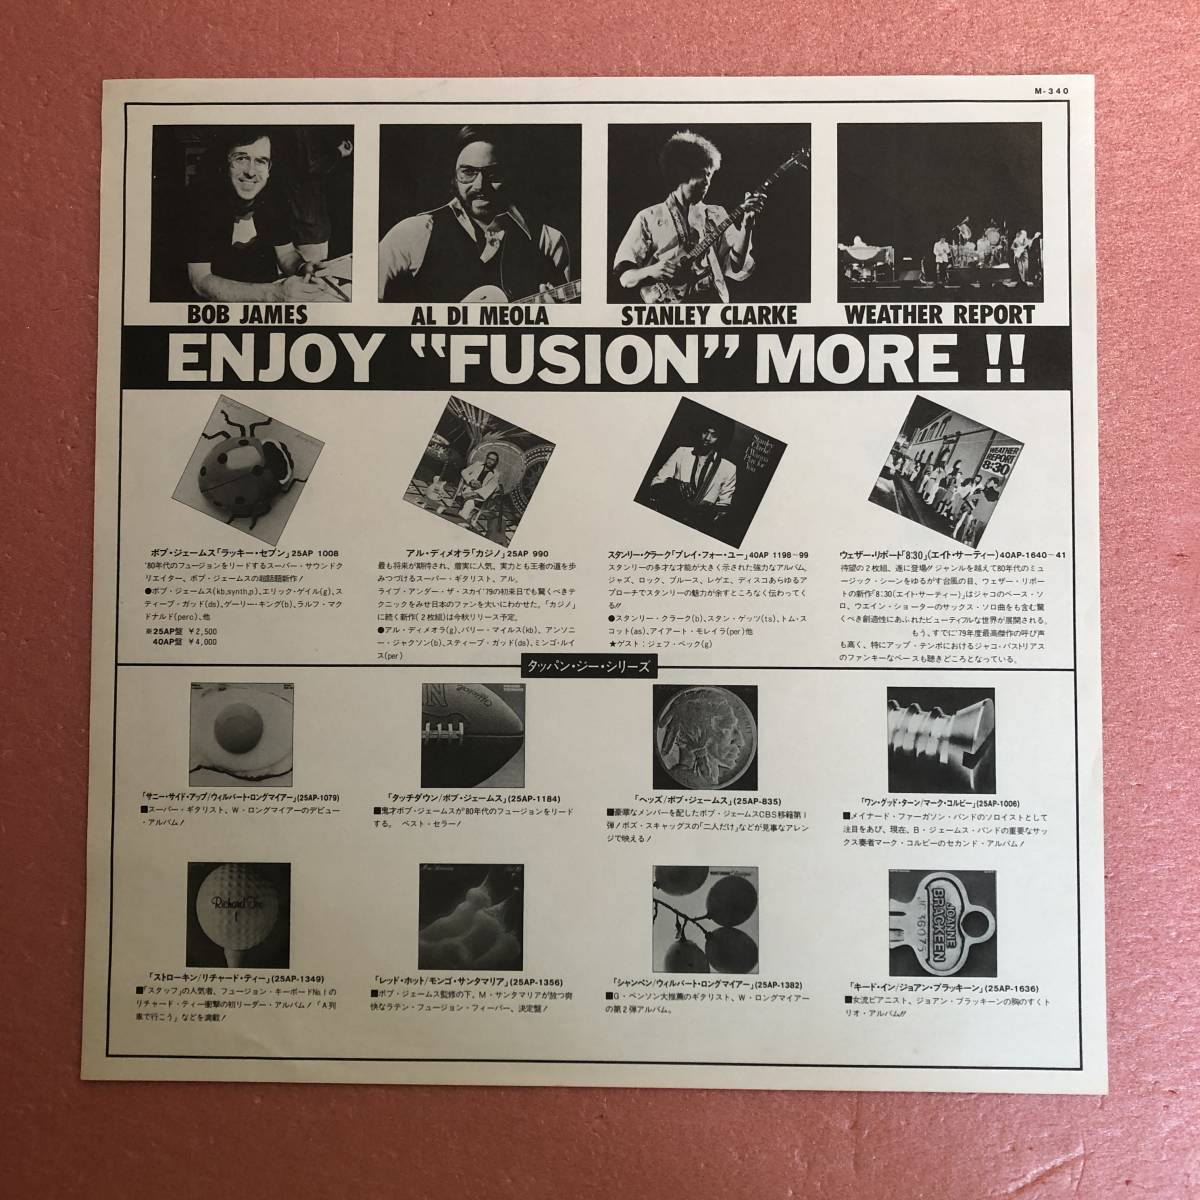 M-340
BOB JAMES
AL DI MEOLA
STANLEY CLARKE
WEATHER REPORT
ENJOY "FUSION" MORE !!
Stanley
Clarke
I Wanna
Play for
You
WEATHER
REPORT
8:30
ボブ・ジェームス「ラッキー・セブン」25AP 1008
'80年代のフュージョンをリードするスーパー・サウンドク
リエイター、ボブ・ジェームスの超話題新作!
●ボブ・ジェームス(kb,synth,p)、エリック・ゲイル(g)、ス
ティーブ・ガッド(ds)、ゲーリー・キング(b)、ラルフ・マク
ドナルド(perc)、他
※25AP盤 ¥2,500
40AP盤 ¥4,000
アル・ディメオラ「カジノ」25AP 990
最も将来が期待され、着実に人気、実力とも王者の道を歩
みつづけるスーパー・ギタリスト、アル。
ライブ・アンダー・ザ・スカイ'79の初来日でも驚くべきテ
クニックをみせ日本のファンを大いにわかせた。「カジノ」
に続く新作(2枚組)は今秋リリース予定。
●アル・ディメオラ(g)、バリー・マイルス(kb)、アンソニ
ー・ジャクソン(b)、スティーブ・ガッド(ds)、ミンゴ・ルイ
ス(per)
スタンリー・クラーク「プレイ・フォー・ユー」40AP 1198~99
スタンリーの多才な才能が大きく示された強力なアルバム。
ジャズ、ロック、ブルース、レゲエ、ディスコあらゆるア
プローチでスタンリーの魅力が余すところなく伝わってく
る!!
●スタンリー・クラーク(b)、スタン・ゲッツ(ts)、トム・ス
コット(as)、アイアート・モレイラ(per)他
★ゲスト:ジェフ・ベック(g)
ウェザー・リポート「8:30」(エイト・サーティー)40AP-1640~41
待望の2枚組、遂に登場!! ジャンルを越えて80年代のミュ
ージック・シーンをゆるがす台風の目、ウェザー・リポー
トの新作「8:30(エイト・サーティー)」はジャコのベース・ソ
ロ、ウエイン・ショーターのサックス・ソロ曲をも含む驚
くべき創造性にあふれたビューティフルな世界が展開される。
もう、すでに'79年度最高傑作の呼び声
も高く、特にアップ・テンポにおけるジャコ・パストリアス
のファンキーなベースも聴きどころとなっている。
タッパン・ジー・シリーズ
「サニー・サイド・アップ/ウィルバート・ロングマイアー」(25AP-1079)
■スーパー・ギタリスト、W・ロングマイアーのデビュー
・アルバム!
「タッチダウン/ボブ・ジェームス」(25AP-1184)
■鬼才ボブ・ジェームスが'80年代のフュージョンをリード
する。 ベスト・セラー!
「ヘッズ/ボブ・ジェームス」(25AP-835)
■豪華なメンバーを配したボブ・ジェームスCBS移籍第1
弾!ボズ・スキャッグスの「二人だけ」などが見事なアレン
ジで映える!
「ワン・グッド・ターン/マーク・コルビー」(25AP-1006)
■メイナード・ファーガソン・バンドのソロイストとして
注目をあび、現在、B・ジェームス・バンドの重要なサッ
クス奏者マーク・コルビーのセカンド・アルバム!
Richard Tee
JOANNE
BRACKEEN
「ストローキン/リチャード・ティー」(25AP-1349)
■「スタッフ」の人気者、フュージョン・キーボードNo.1の
リチャード・ティー衝撃の初リーダー・アルバム!「A列
車で行こう」などを満載!
「レッド・ホット/モンゴ・サンタマリア」(25AP-1356)
■ボブ・ジェームス監修の下、M・サンタマリアが放つ爽
快なラテン・フュージョン・フィーバー、決定盤!
「シャンペン/ウィルバート・ロングマイアー」(25AP-1382)
■G・ベンソン大推薦のギタリスト、W・ロングマイアー
の第2弾アルバム。
「キード・イン/ジョアン・ブラッキーン」(25AP-1636)
■女流ピアニスト、ジョアン・ブラッキーンの胸のすくト
リオ・アルバム!!